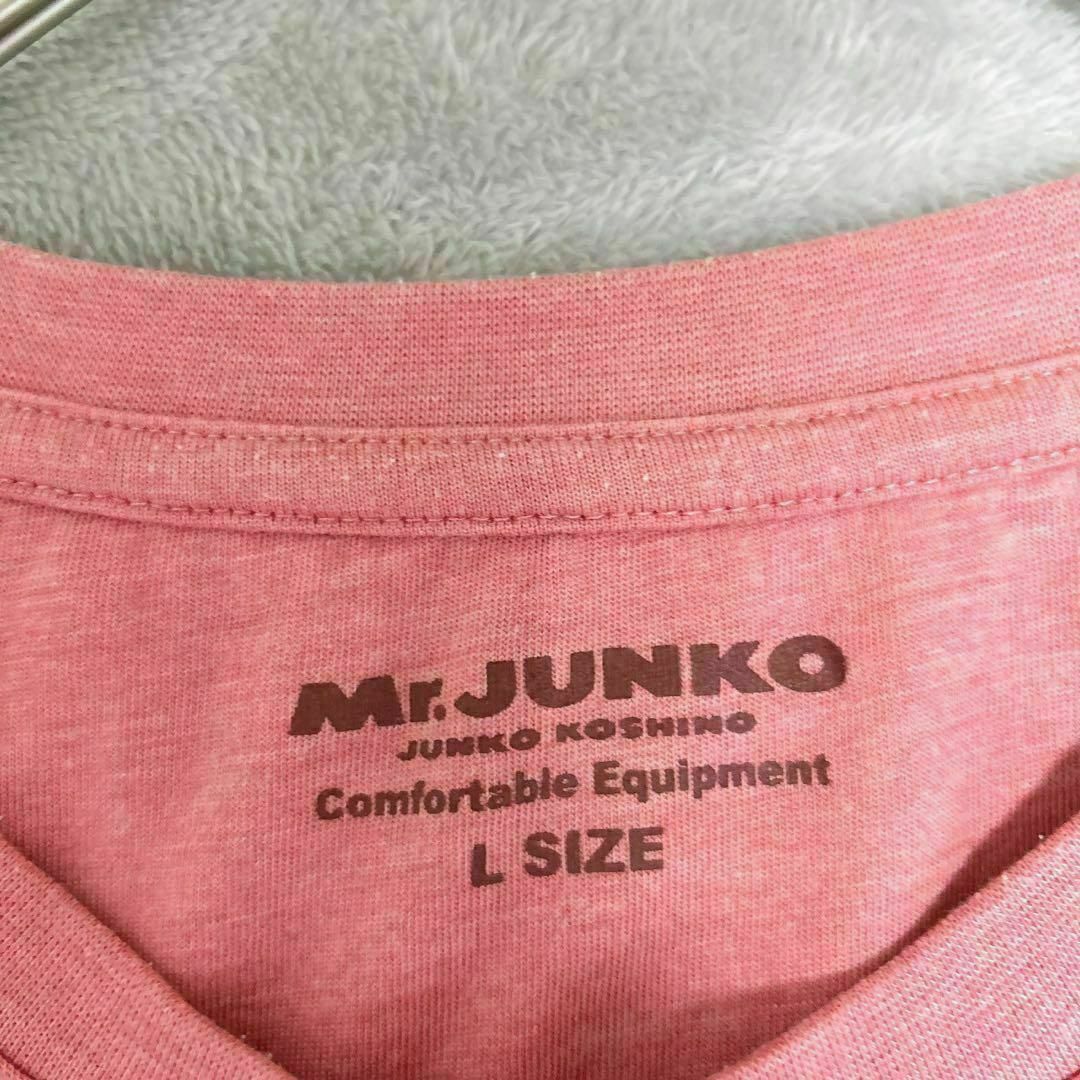 Mr.JUNKO
JUNKO KOSHINO
Comfortable Equipment
L SIZE